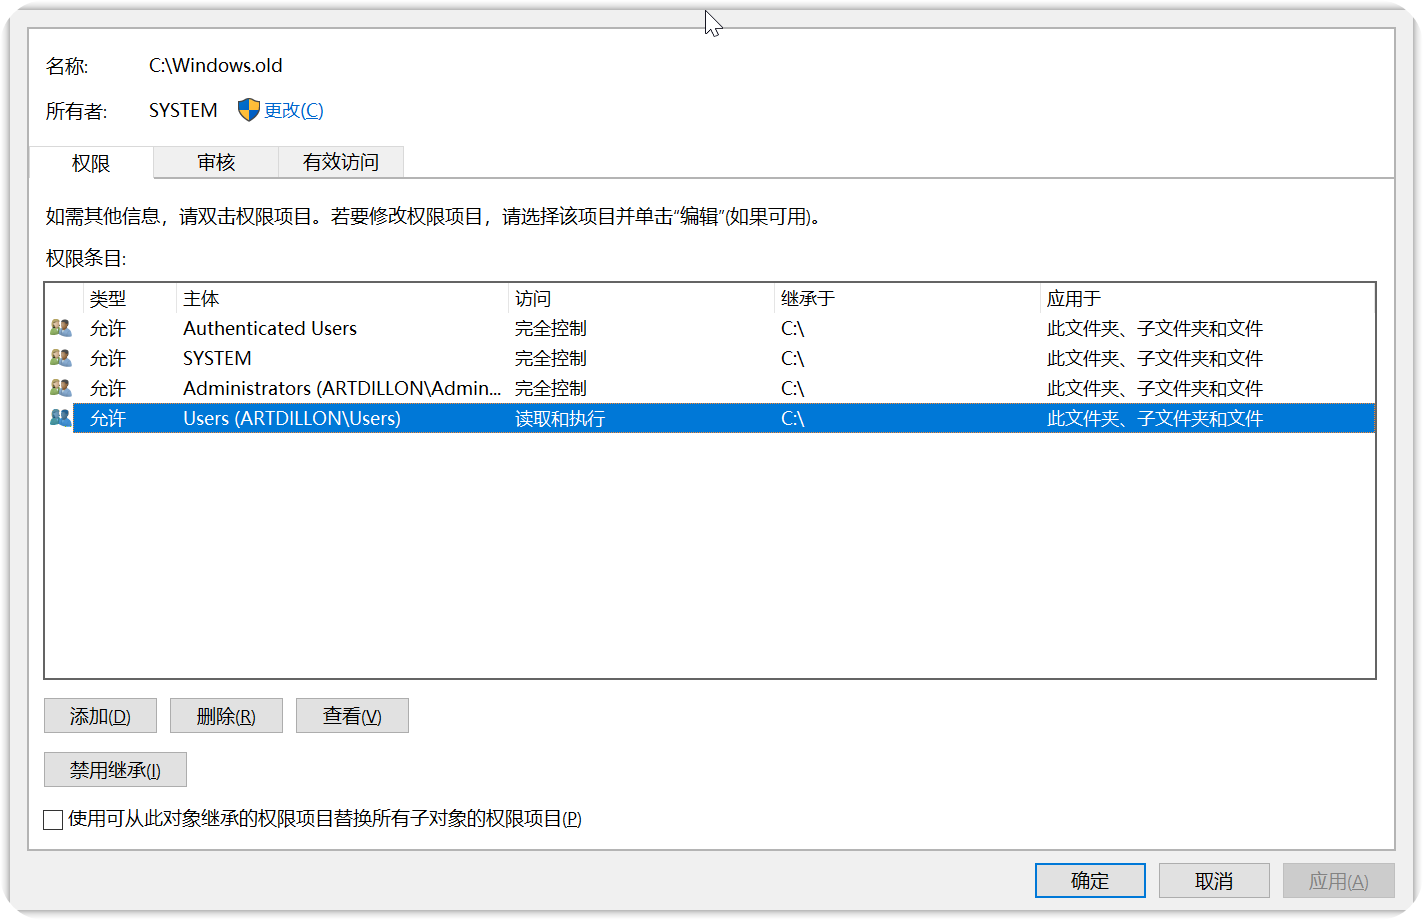 名称: C:\Windows.old
所有者: SYSTEM 更改(C)
权限 审核 有效访问
如需其他信息，请双击权限项目。若要修改权限项目，请选择该项目并单击“编辑”(如果可用)。
权限条目:
类型 主体 访问 继承于 应用于
允许 Authenticated Users 完全控制 C:\ 此文件夹、子文件夹和文件
允许 SYSTEM 完全控制 C:\ 此文件夹、子文件夹和文件
允许 Administrators (ARTDILLON\Admin... 完全控制 C:\ 此文件夹、子文件夹和文件
允许 Users (ARTDILLON\Users) 读取和执行 C:\ 此文件夹、子文件夹和文件
添加(D) 删除(R) 查看(V)
禁用继承(I)
使用可从此对象继承的权限项目替换所有子对象的权限项目(P)
确定 取消 应用(A)